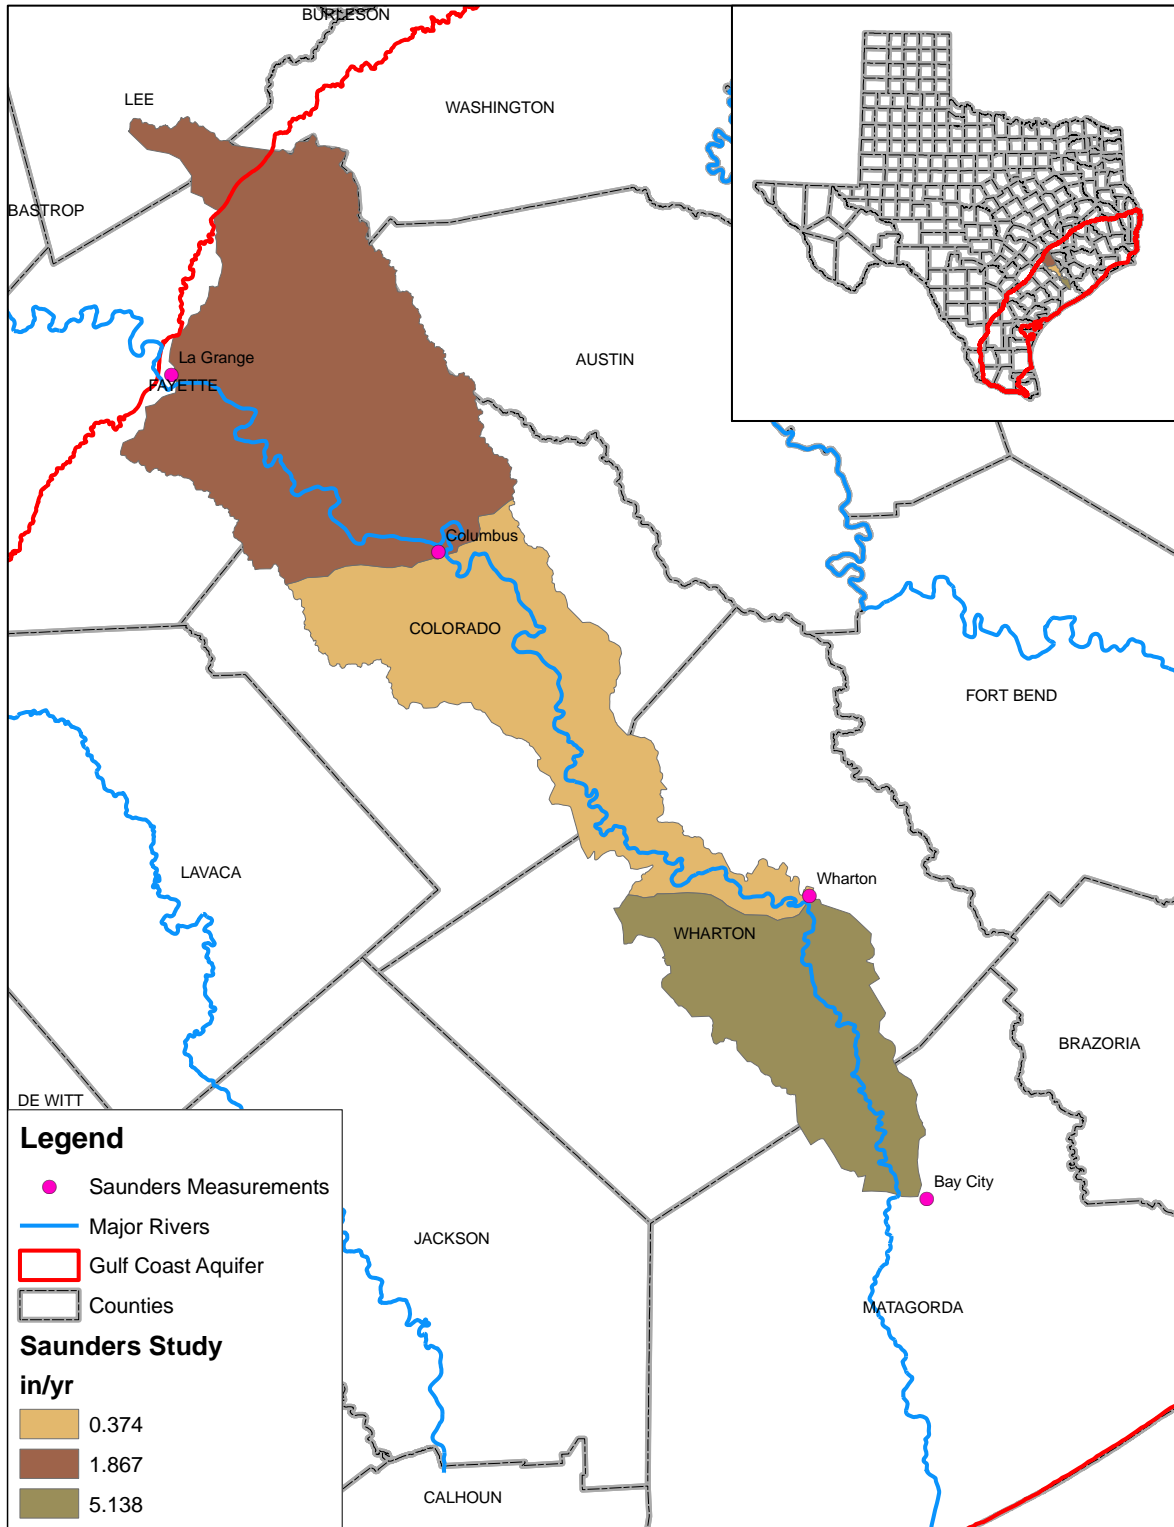 BURLESON
LEE
WASHINGTON
BASTROP
La Grange
AUSTIN
FAYETTE
Columbus
COLORADO
FORT BEND
LAVACA
Wharton
WHARTON
BRAZORIA
DE WITT
Bay City
JACKSON
MATAGORDA
CALHOUN
Legend
Saunders Measurements
Major Rivers
Gulf Coast Aquifer
Counties
Saunders Study
in/yr
0.374
1.867
5.138